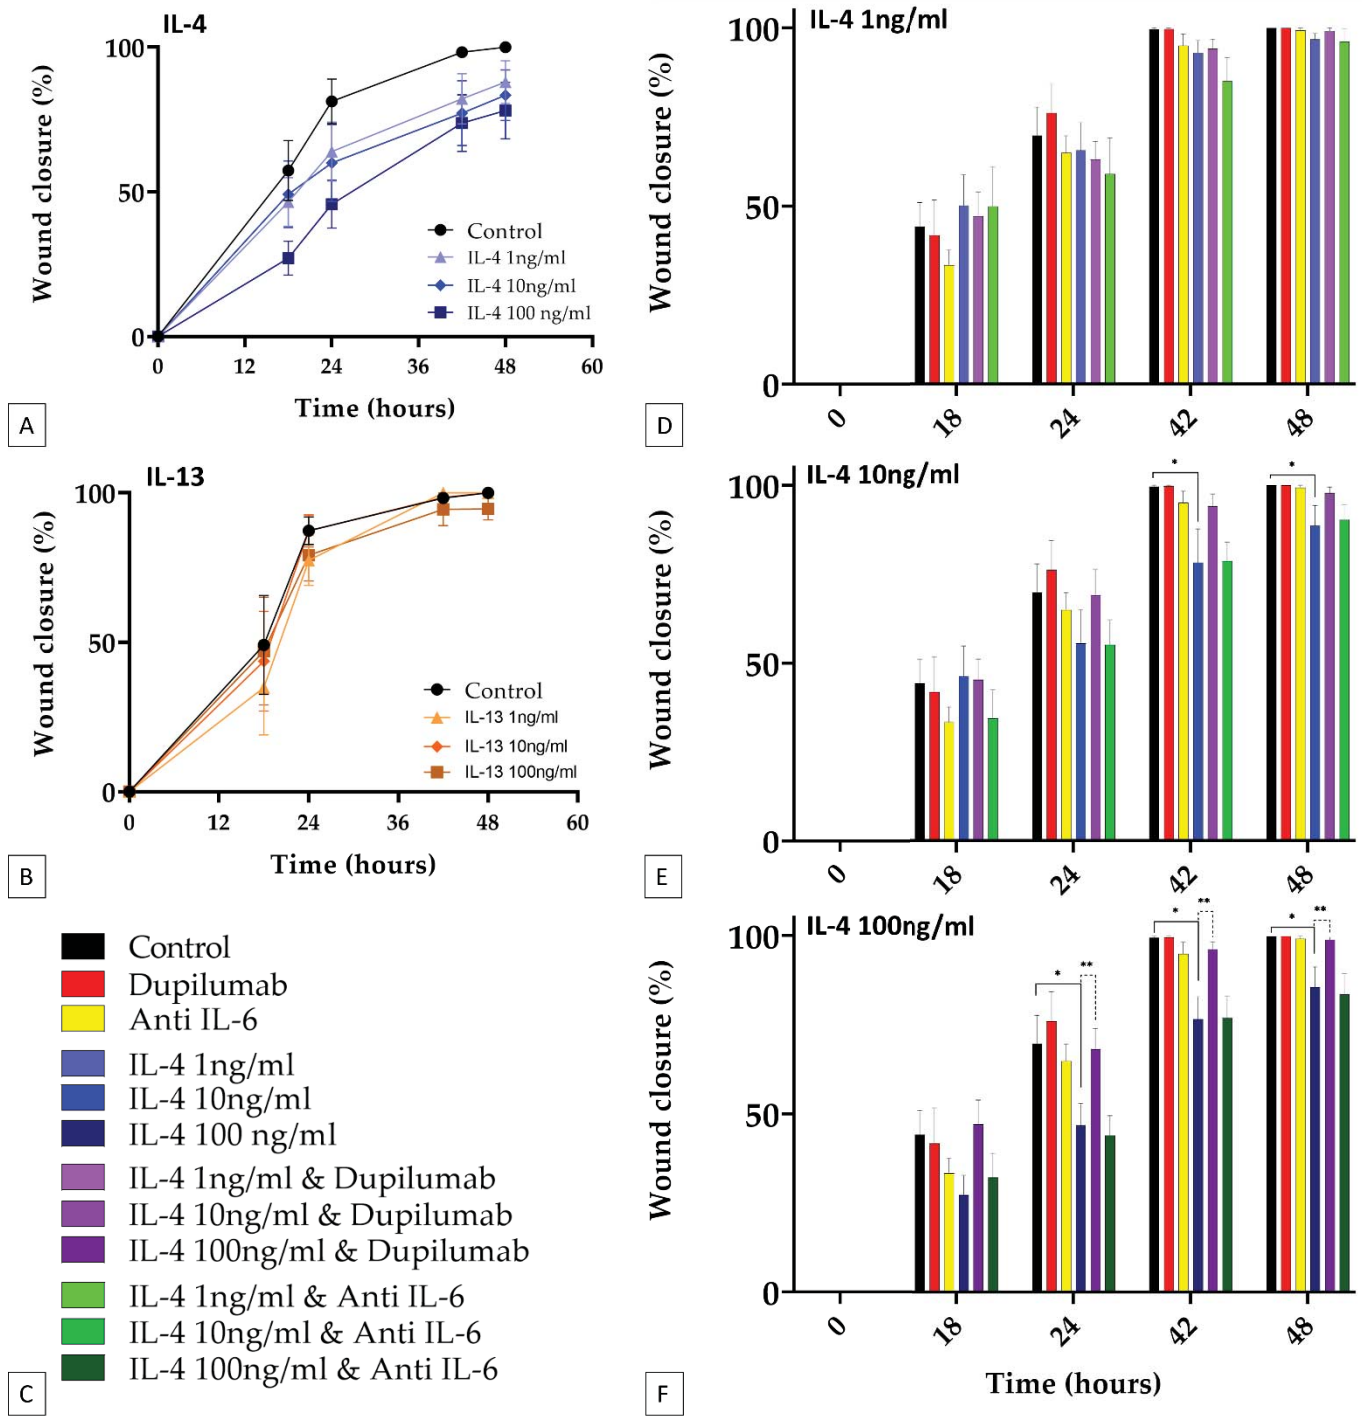 IL-4
100
50
0
Wound closure (%)
Control
IL-4 1ng/ml
IL-4 10ng/ml
IL-4 100 ng/ml
0 12 24 36 48 60
Time (hours)
A
IL-13
100
50
0
Wound closure (%)
Control
IL-13 1ng/ml
IL-13 10ng/ml
IL-13 100ng/ml
0 12 24 36 48 60
Time (hours)
B
Control
Dupilumab
Anti IL-6
IL-4 1ng/ml
IL-4 10ng/ml
IL-4 100 ng/ml
IL-4 1ng/ml & Dupilumab
IL-4 10ng/ml & Dupilumab
IL-4 100ng/ml & Dupilumab
IL-4 1ng/ml & Anti IL-6
IL-4 10ng/ml & Anti IL-6
IL-4 100ng/ml & Anti IL-6
C
IL-4 1ng/ml
100
50
0
Wound closure (%)
0 18 24 42 48
D
IL-4 10ng/ml
* *
100
50
0
Wound closure (%)
0 18 24 42 48
E
IL-4 100ng/ml
* ** * ** * **
100
50
0
Wound closure (%)
0 18 24 42 48
Time (hours)
F